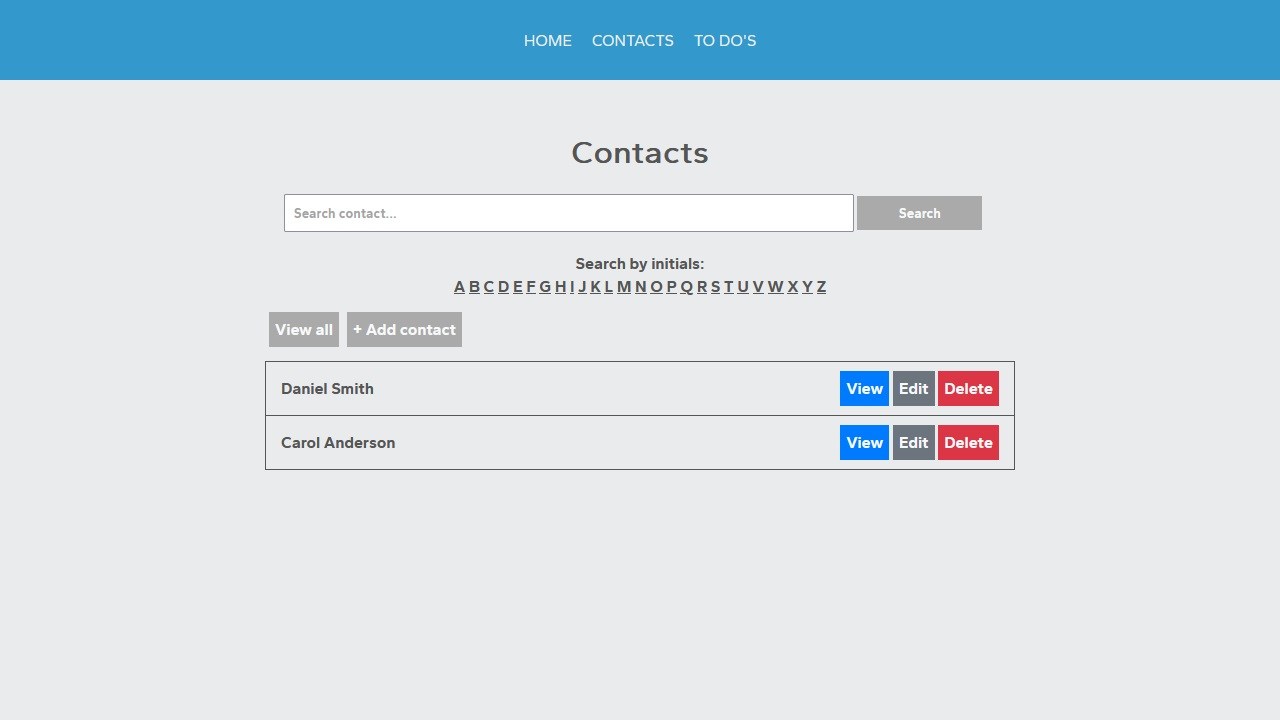 HOME CONTACTS TO DO'S
Contacts
Search contact... Search
Search by initials:
A B C D E F G H I J K L M N O P Q R S T U V W X Y Z
View all + Add contact
Daniel Smith View Edit Delete
Carol Anderson View Edit Delete